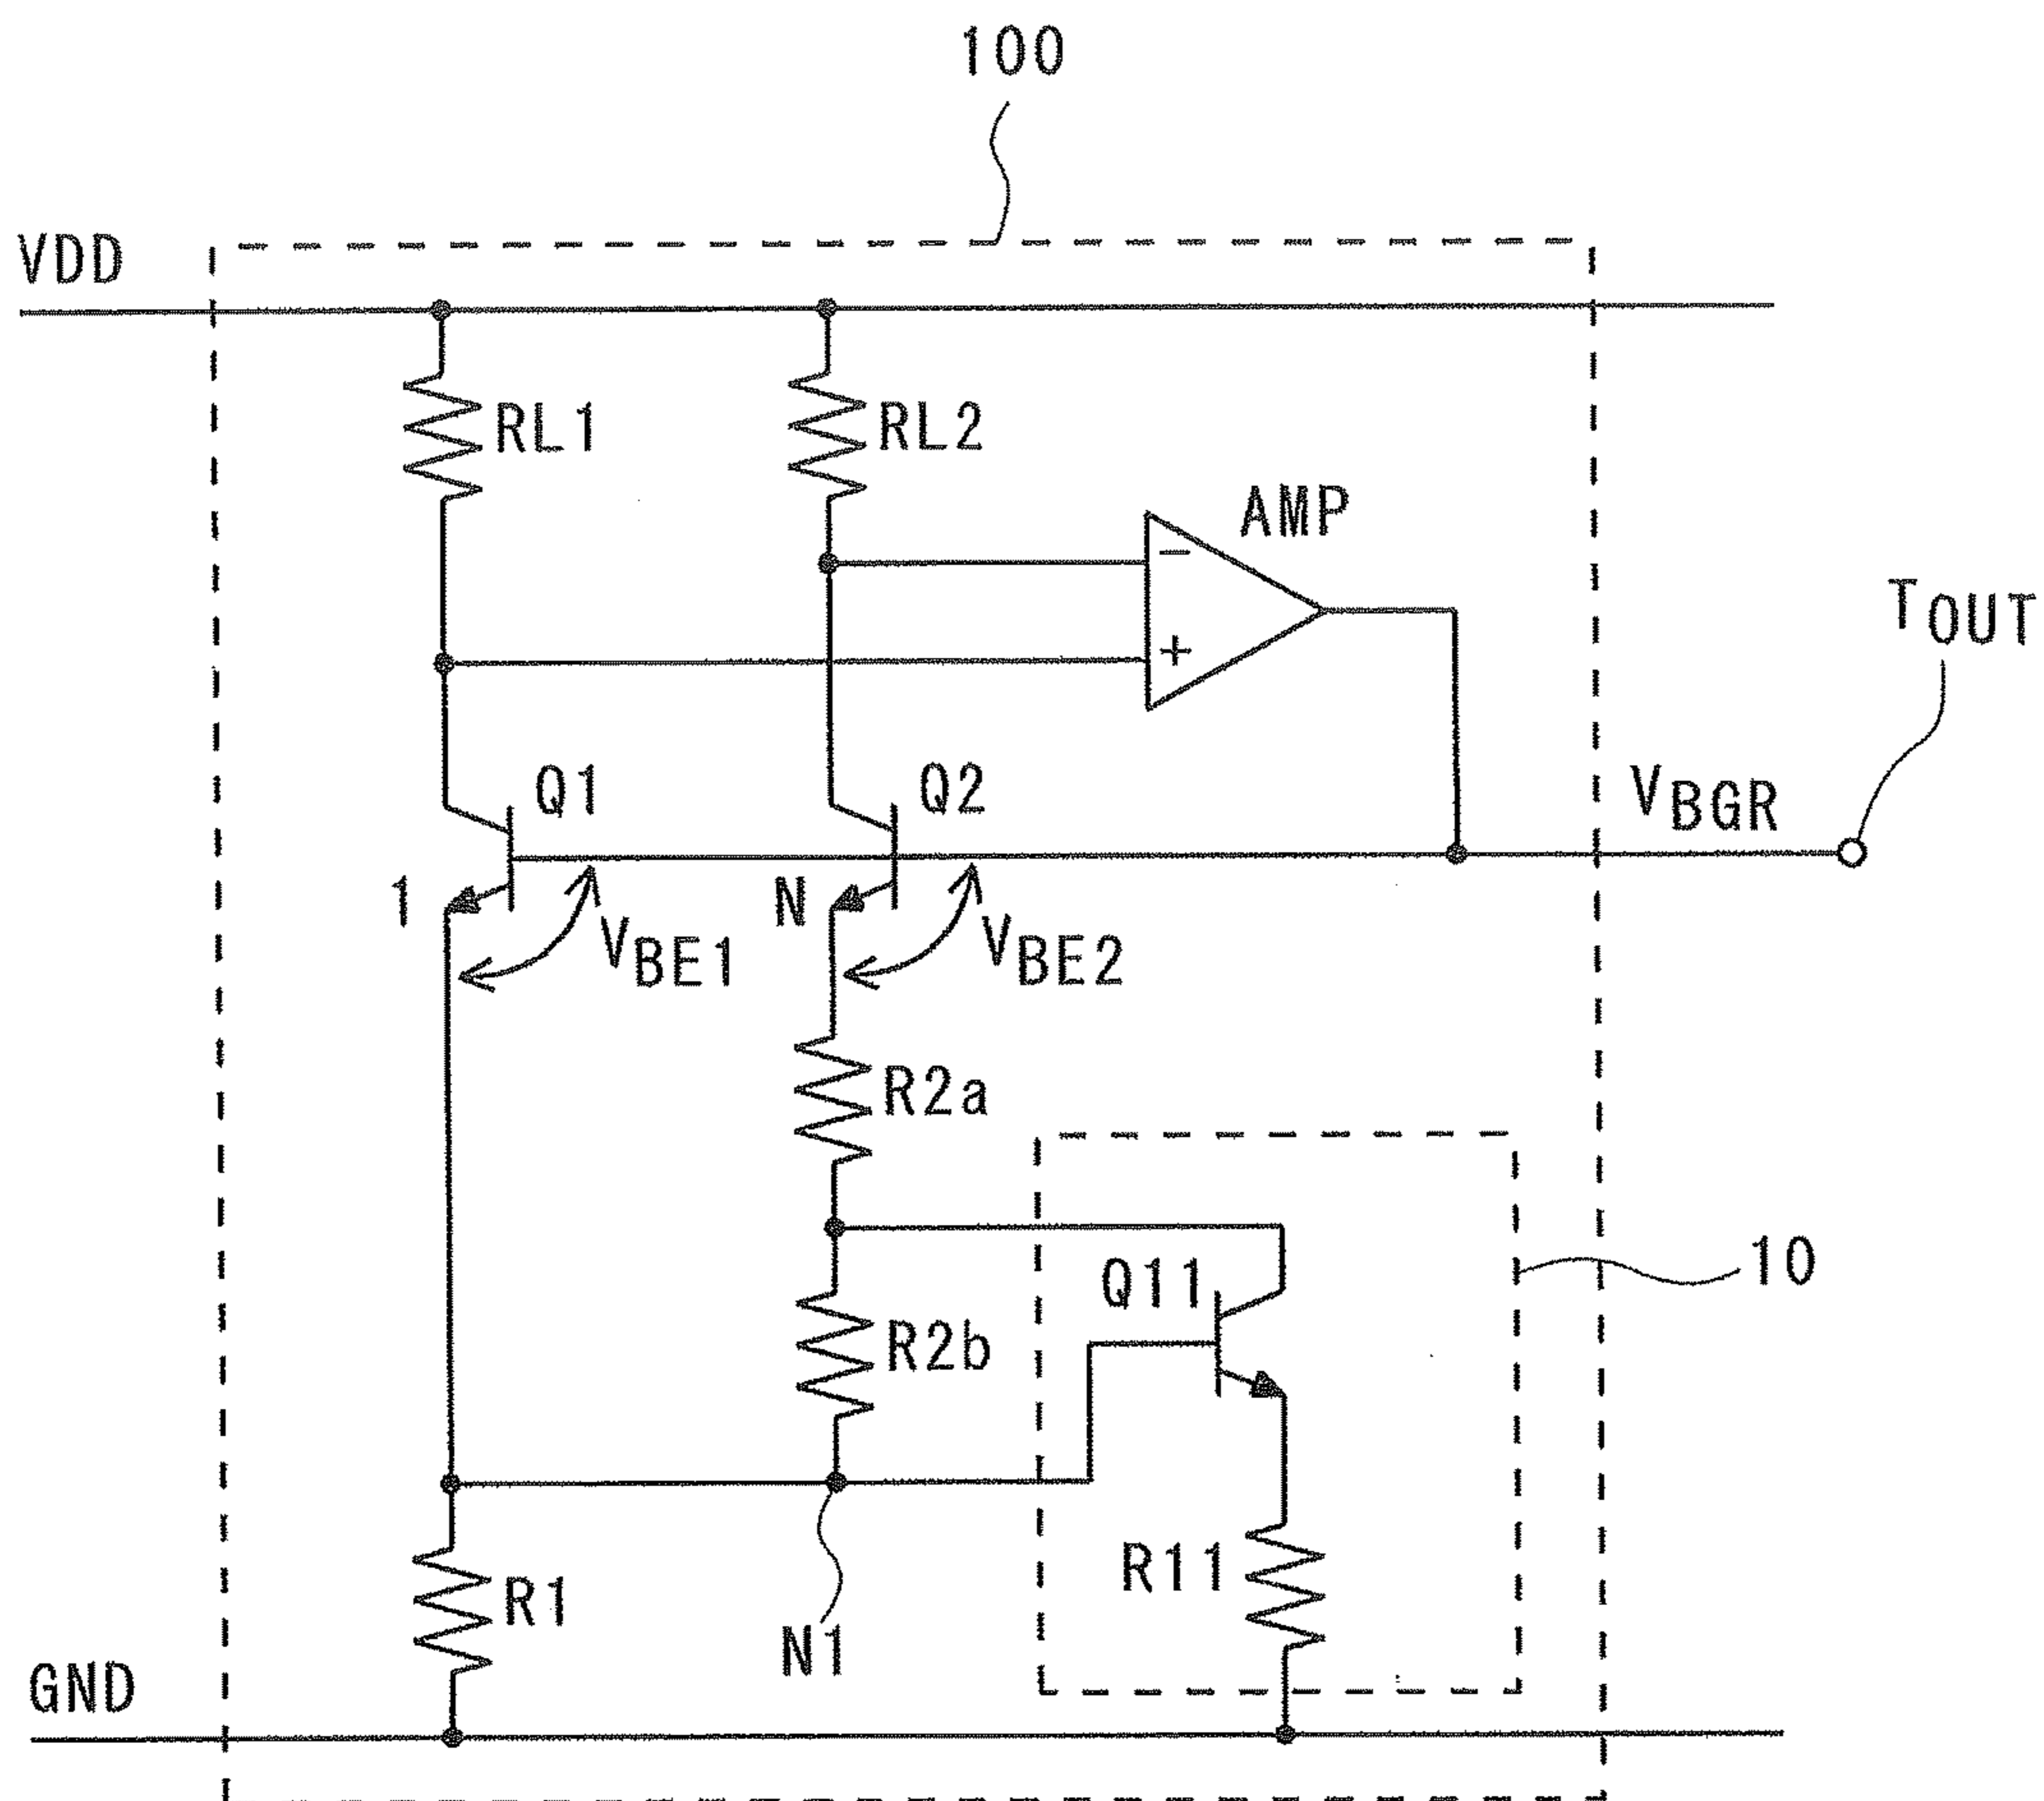 100
VDD
RL1
RL2
AMP
−
+
TOUT
Q1
Q2
VBGR
1
N
VBE1
VBE2
R2a
10
Q11
R2b
R11
R1
N1
GND